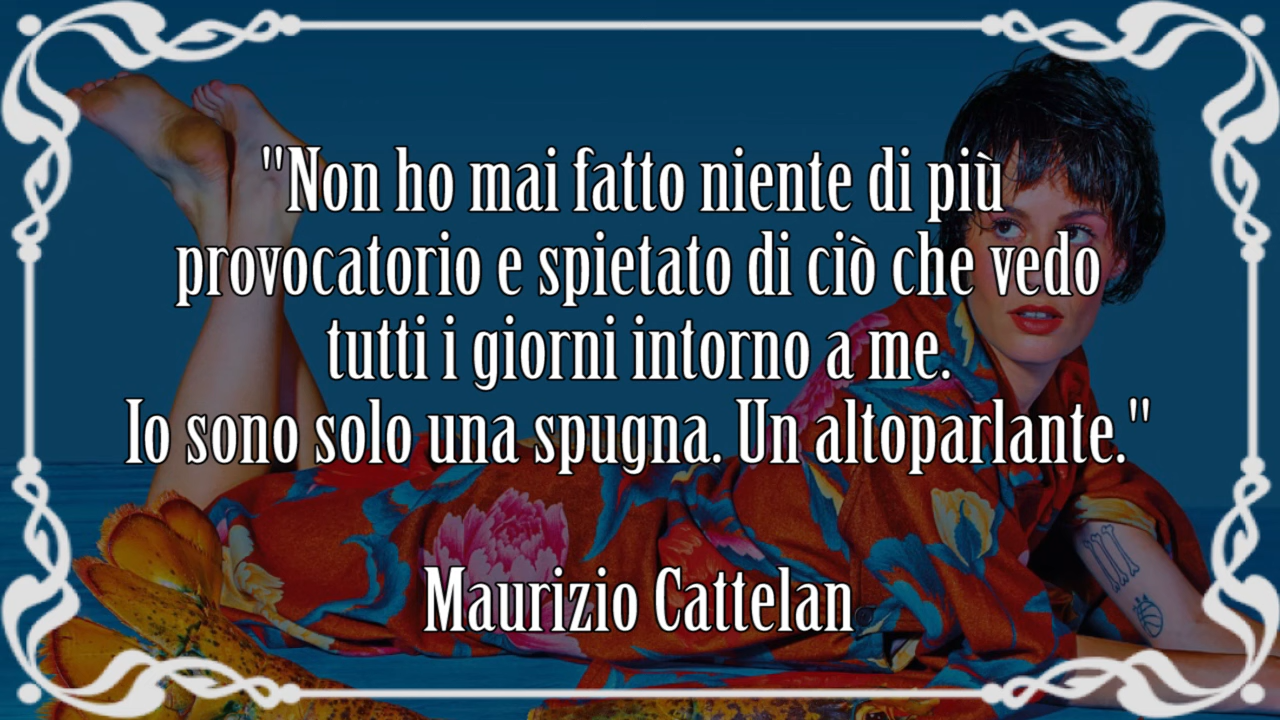 "Non ho mai fatto niente di più
provocatorio e spietato di ciò che vedo
tutti i giorni intorno a me.
Io sono solo una spugna. Un altoparlante."
Maurizio Cattelan